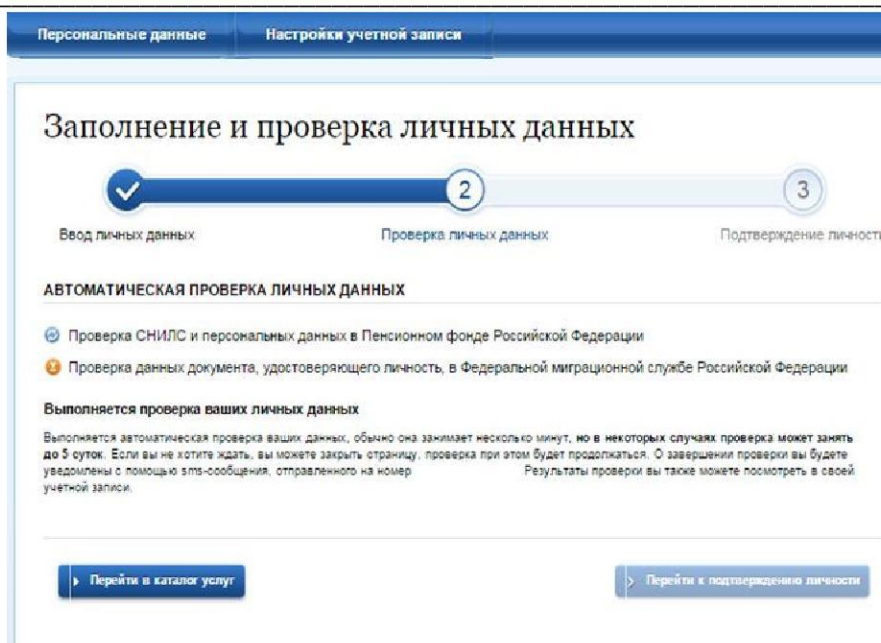 Персональные данные Настройки учетной записи
Заполнение и проверка личных данных
2 3
Ввод личных данных Проверка личных данных Подтверждение личност
АВТОМАТИЧЕСКАЯ ПРОВЕРКА ЛИЧНЫХ ДАННЫХ
Проверка СНИЛС и персональных данных в Пенсионном фонде Российской Федерации
Проверка данных документа, удостоверяющего личность, в Федеральной миграционной службе Российской Федерации
Выполняется проверка ваших личных данных
Выполняется автоматическая проверка ваших данных, обычно она занимает несколько минут, но в некоторых случаях проверка может занять
до 5 суток. Если вы не хотите ждать, вы можете закрыть страницу, проверка при этом будет продолжаться. О завершении проверки вы будете
уведомлены с помощью sms-сообщения, отправленного на номер Результаты проверки вы также можете посмотреть в своей
учетной записи.
Перейти в каталог услуг Перейти к подтверждению личности